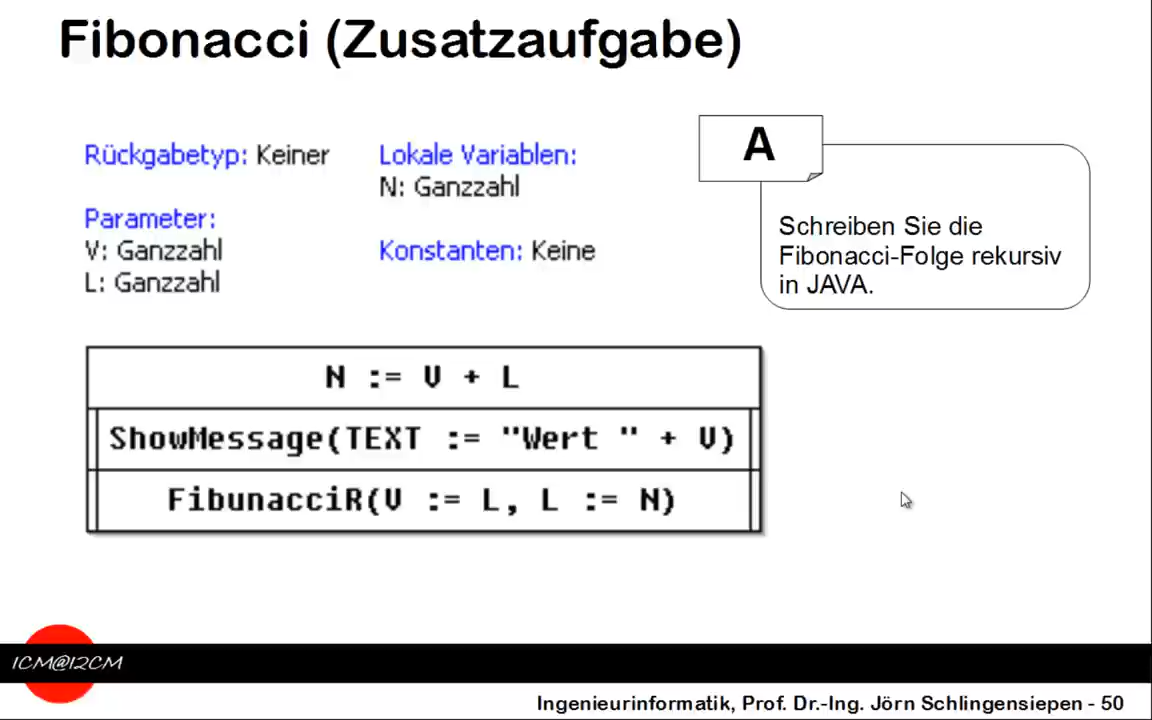 Fibonacci (Zusatzaufgabe)
Rückgabetyp: Keiner
Parameter:
V: Ganzzahl
L: Ganzzahl
Lokale Variablen:
N: Ganzzahl
Konstanten: Keine
A
Schreiben Sie die
Fibonacci-Folge rekursiv
in JAVA.
N := V + L
ShowMessage(TEXT := "Wert " + V)
FibunacciR(V := L, L := N)
ICM@I2CM
Ingenieurinformatik, Prof. Dr.-Ing. Jörn Schlingensiepen - 50